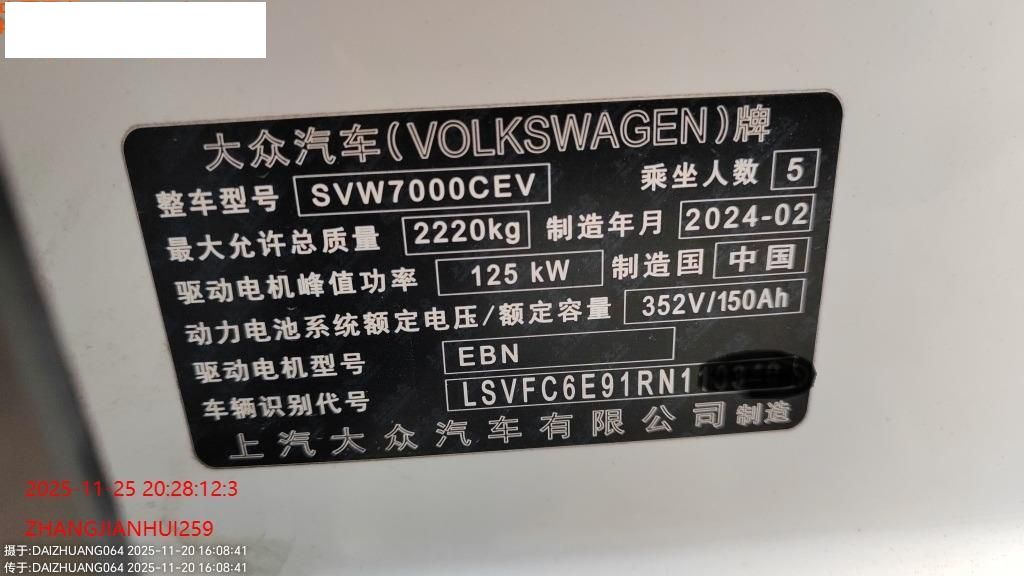 大众汽车(VOLKSWAGEN)牌
整车型号 SVW7000CEV 乘坐人数 5
最大允许总质量 2220kg 制造年月 2024-02
驱动电机峰值功率 125 kW 制造国 中国
动力电池系统额定电压/额定容量 352V/150Ah
驱动电机型号 EBN
车辆识别代号 LSVFC6E91RN1
上汽大众汽车有限公司制造
2025-11-25 20:28:12:3
ZHANGJIANHUI259
摄于:DAIZHUANG064 2025-11-20 16:08:41
传于:DAIZHUANG064 2025-11-20 16:08:41